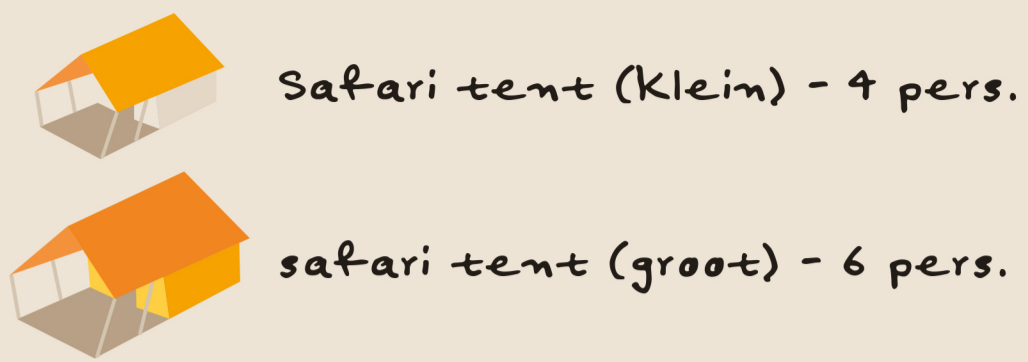 Safari tent (Klein) - 4 pers.
safari tent (groot) - 6 pers.